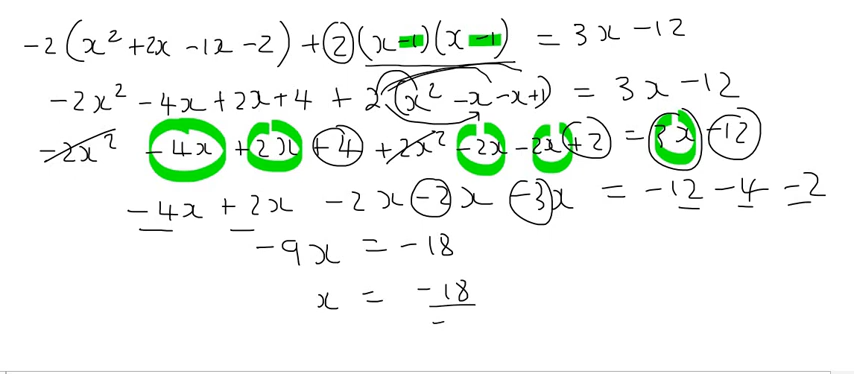 -2(x² + 2x - 1x - 2) + 2(x - 1)(x - 1) = 3x - 12
-2x² - 4x + 2x + 4 + 2(x² - x - x + 1) = 3x - 12
-2x² - 4x + 2x + 4 + 2x² - 2x - 2x + 2 = 3x - 12
-4x + 2x - 2x - 2x - 3x = -12 - 4 - 2
-9x = -18
x = -18
-